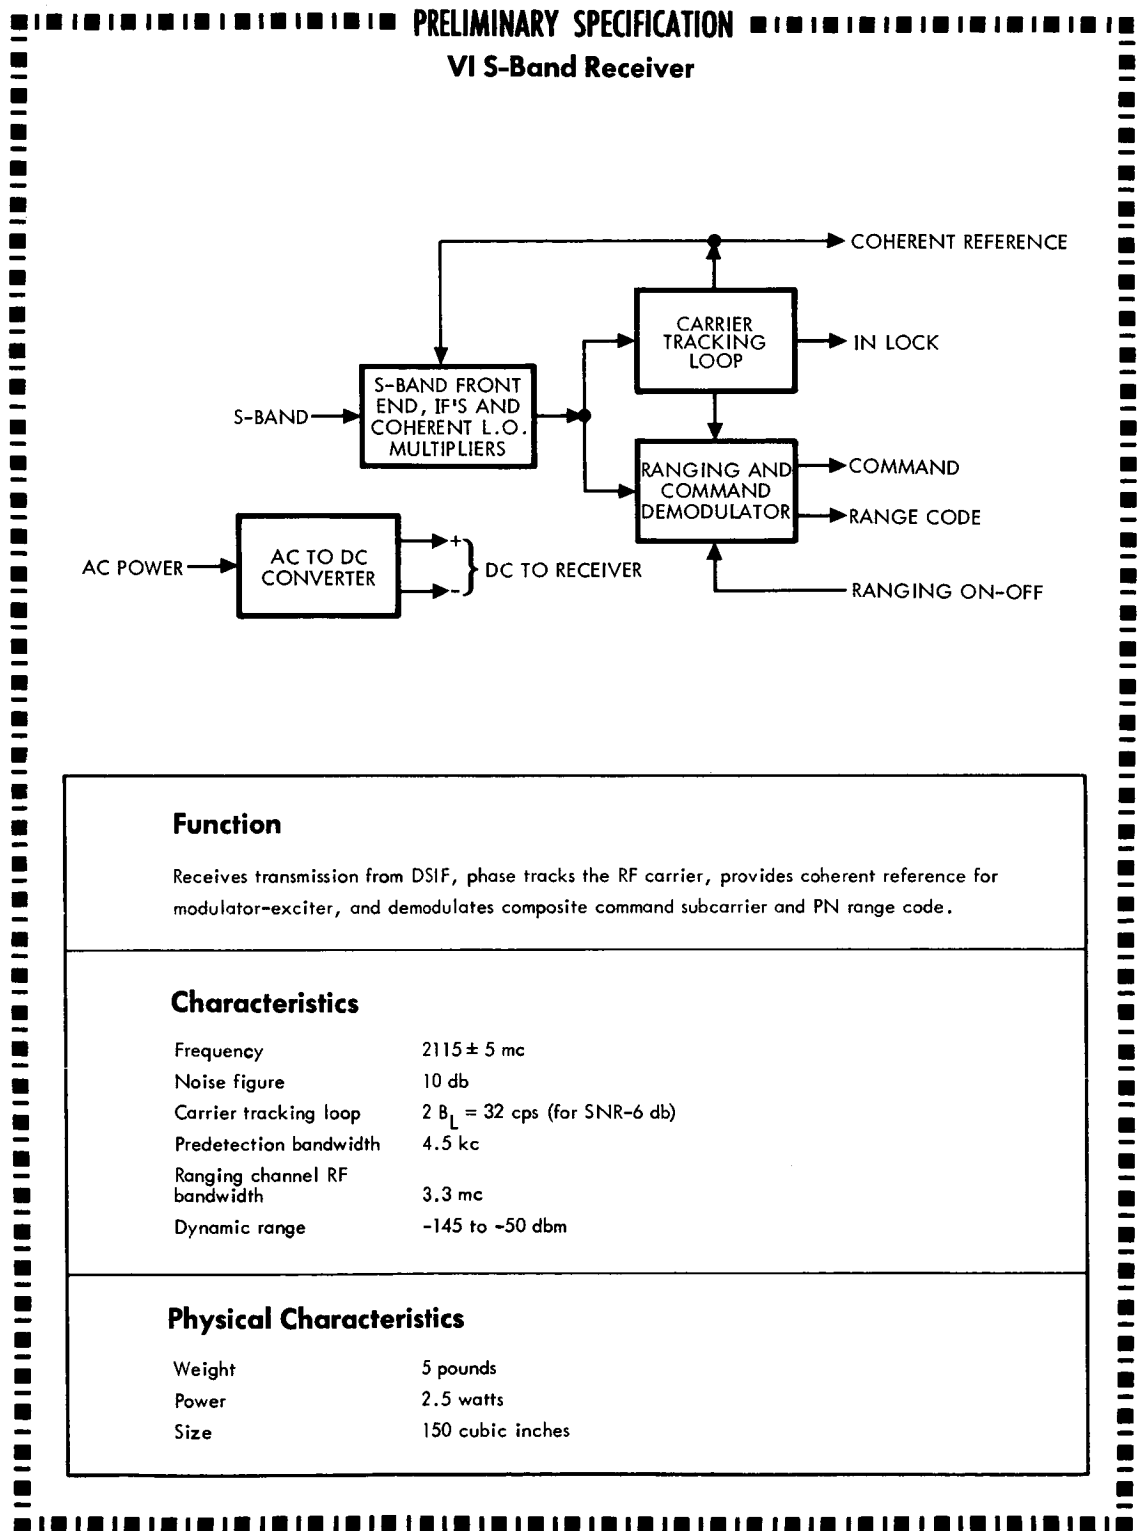 PRELIMINARY SPECIFICATION
VI S-Band Receiver
COHERENT REFERENCE
CARRIER
TRACKING
LOOP
IN LOCK
S-BAND
S-BAND FRONT
END, IF'S AND
COHERENT L.O.
MULTIPLIERS
RANGING AND
COMMAND
DEMODULATOR
COMMAND
RANGE CODE
AC POWER
AC TO DC
CONVERTER
+
-
DC TO RECEIVER
RANGING ON-OFF
Function
Receives transmission from DSIF, phase tracks the RF carrier, provides coherent reference for
modulator-exciter, and demodulates composite command subcarrier and PN range code.
Characteristics
Frequency 2115 ± 5 mc
Noise figure 10 db
Carrier tracking loop 2 B_L = 32 cps (for SNR-6 db)
Predetection bandwidth 4.5 kc
Ranging channel RF
bandwidth 3.3 mc
Dynamic range -145 to -50 dbm
Physical Characteristics
Weight 5 pounds
Power 2.5 watts
Size 150 cubic inches